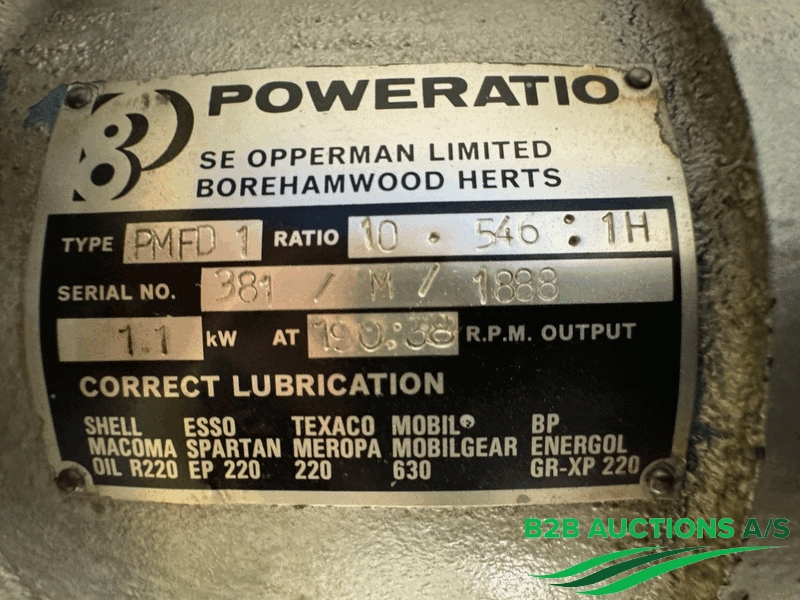 POWERATIO
SE OPPERMAN LIMITED
BOREHAMWOOD HERTS
TYPE PMFD 1 RATIO 10 . 546 : 1H
SERIAL NO. 381 / M / 1888
1.1 kW AT 190:38 R.P.M. OUTPUT
CORRECT LUBRICATION
SHELL ESSO TEXACO MOBIL® BP
MACOMA SPARTAN MEROPA MOBILGEAR ENERGOL
OIL R220 EP 220 220 630 GR-XP 220
B2B AUCTIONS A/S